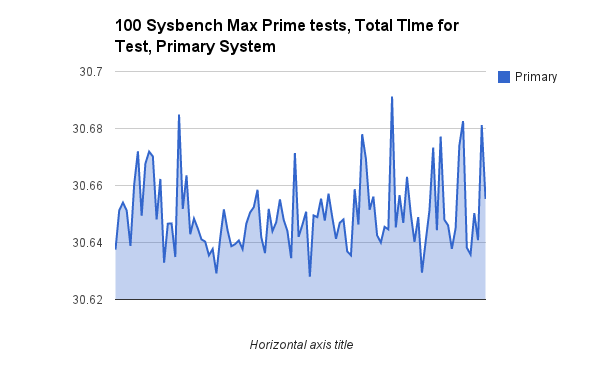 100 Sysbench Max Prime tests, Total TIme for
Test, Primary System
30.7
Primary
30.68
30.66
30.64
30.62
Horizontal axis title